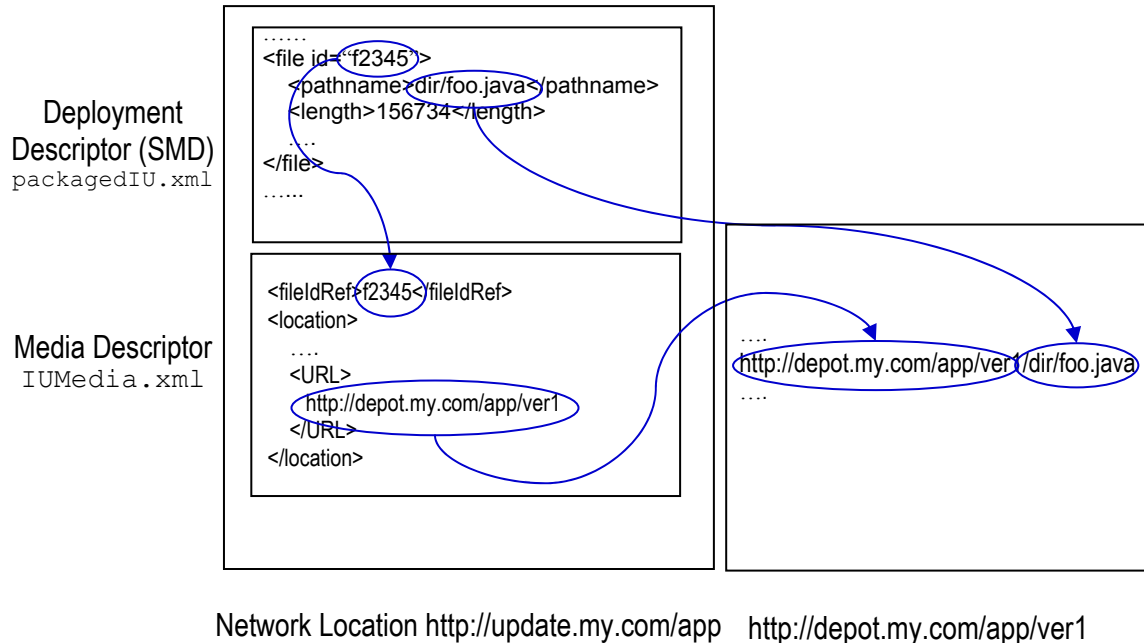 ……
<file id=“f2345”>
<pathname>dir/foo.java</pathname>
<length>156734</length>
….
</file>
…...
Deployment
Descriptor (SMD)
packagedIU.xml
<fileIdRef>f2345</fileIdRef>
<location>
….
<URL>
http://depot.my.com/app/ver1
</URL>
</location>
Media Descriptor
IUMedia.xml
….
http://depot.my.com/app/ver1/dir/foo.java
….
Network Location http://update.my.com/app
http://depot.my.com/app/ver1